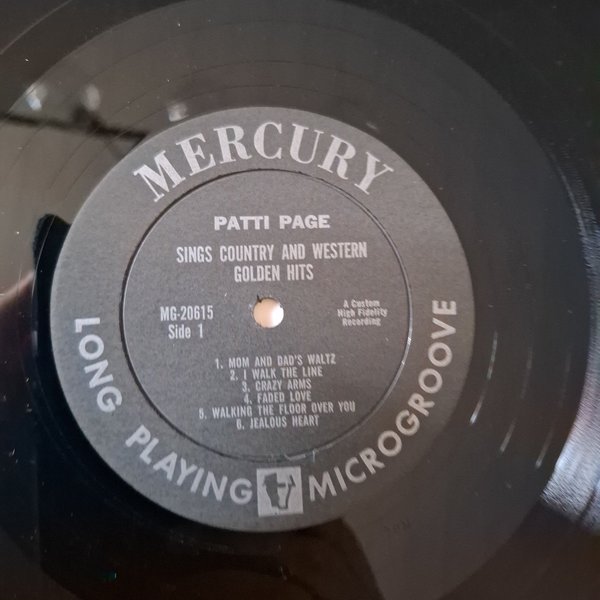 MERCURY
PATTI PAGE
SINGS COUNTRY AND WESTERN
GOLDEN HITS
MG-20615
Side 1
A Custom
High Fidelity
Recording
1. MOM AND DAD'S WALTZ
2. I WALK THE LINE
3. CRAZY ARMS
4. FADED LOVE
5. WALKING THE FLOOR OVER YOU
6. JEALOUS HEART
LONG PLAYING MICROGROOVE